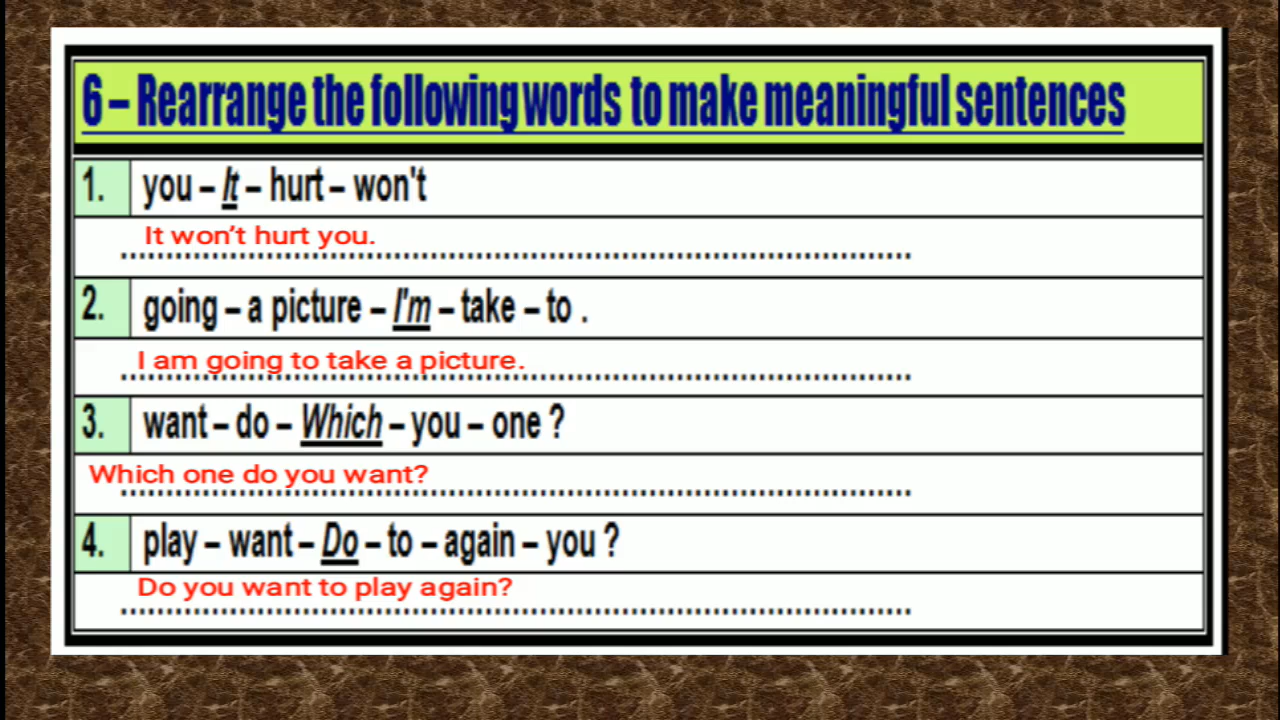 6 – Rearrange the following words to make meaningful sentences
1. you – It – hurt – won't
It won’t hurt you.
2. going – a picture – I'm – take – to .
I am going to take a picture.
3. want – do – Which – you – one ?
Which one do you want?
4. play – want – Do – to – again – you ?
Do you want to play again?